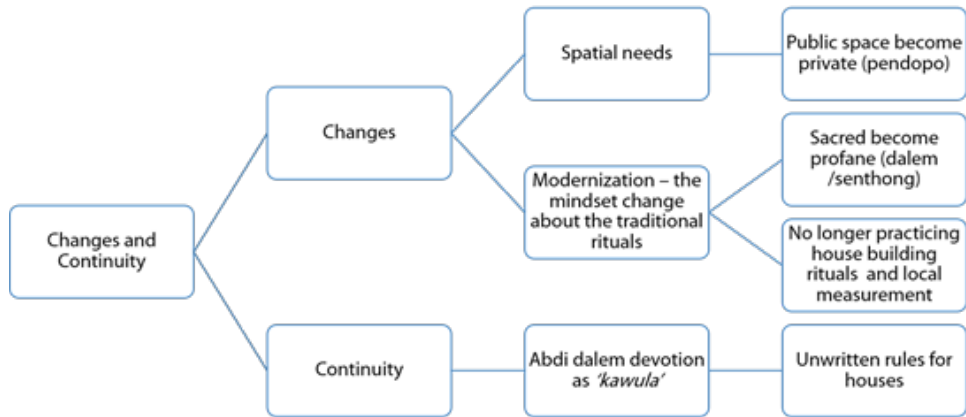 Changes and
Continuity
Changes
Spatial needs
Public space become
private (pendopo)
Modernization – the
mindset change
about the traditional
rituals
Sacred become
profane (dalem
/senthong)
No longer practicing
house building
rituals and local
measurement
Continuity
Abdi dalem devotion
as ‘kawula’
Unwritten rules for
houses